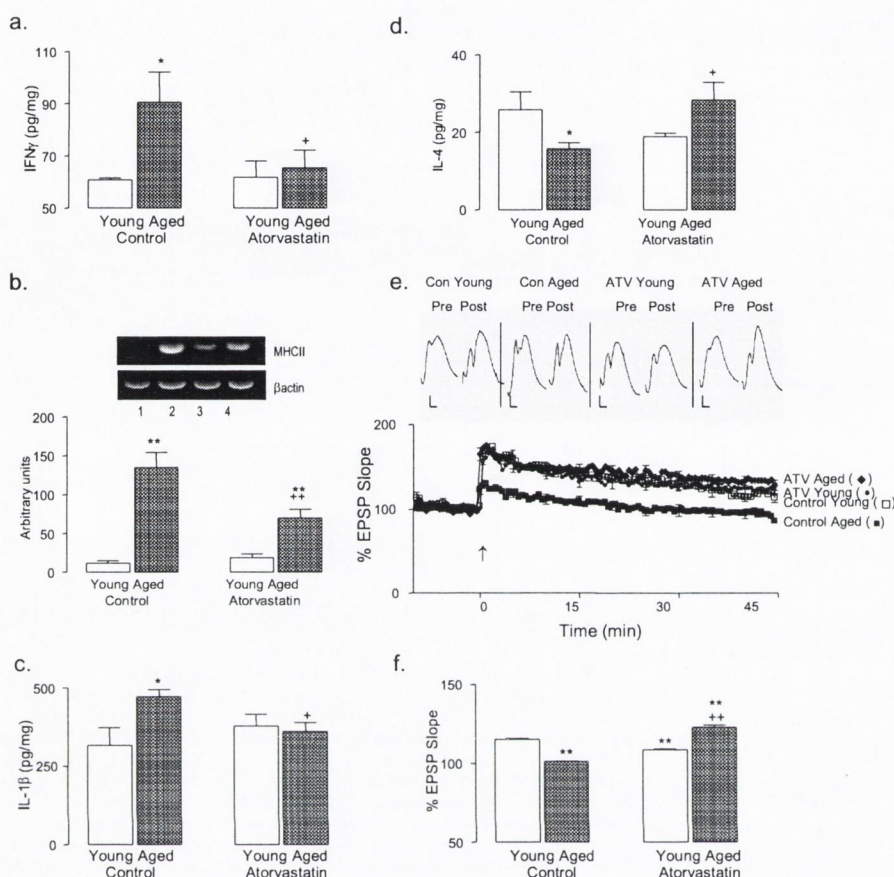 a.
110
90
70
50
IFNγ (pg/mg)
*
+
Young Aged
Control
Young Aged
Atorvastatin
b.
MHCII
βactin
1 2 3 4
200
150
100
50
0
Arbitrary units
**
**
++
Young Aged
Control
Young Aged
Atorvastatin
c.
500
250
0
IL-1β (pg/mg)
*
+
Young Aged
Control
Young Aged
Atorvastatin
d.
40
20
0
IL-4 (pg/mg)
*
+
Young Aged
Control
Young Aged
Atorvastatin
e.
Con Young Con Aged ATV Young ATV Aged
Pre Post Pre Post Pre Post Pre Post
200
100
0
% EPSP Slope
ATV Aged (◆)
ATV Young (•)
Control Young (□)
Control Aged (■)
↑
0 15 30 45
Time (min)
f.
150
100
50
% EPSP Slope
**
**
**
++
Young Aged
Control
Young Aged
Atorvastatin